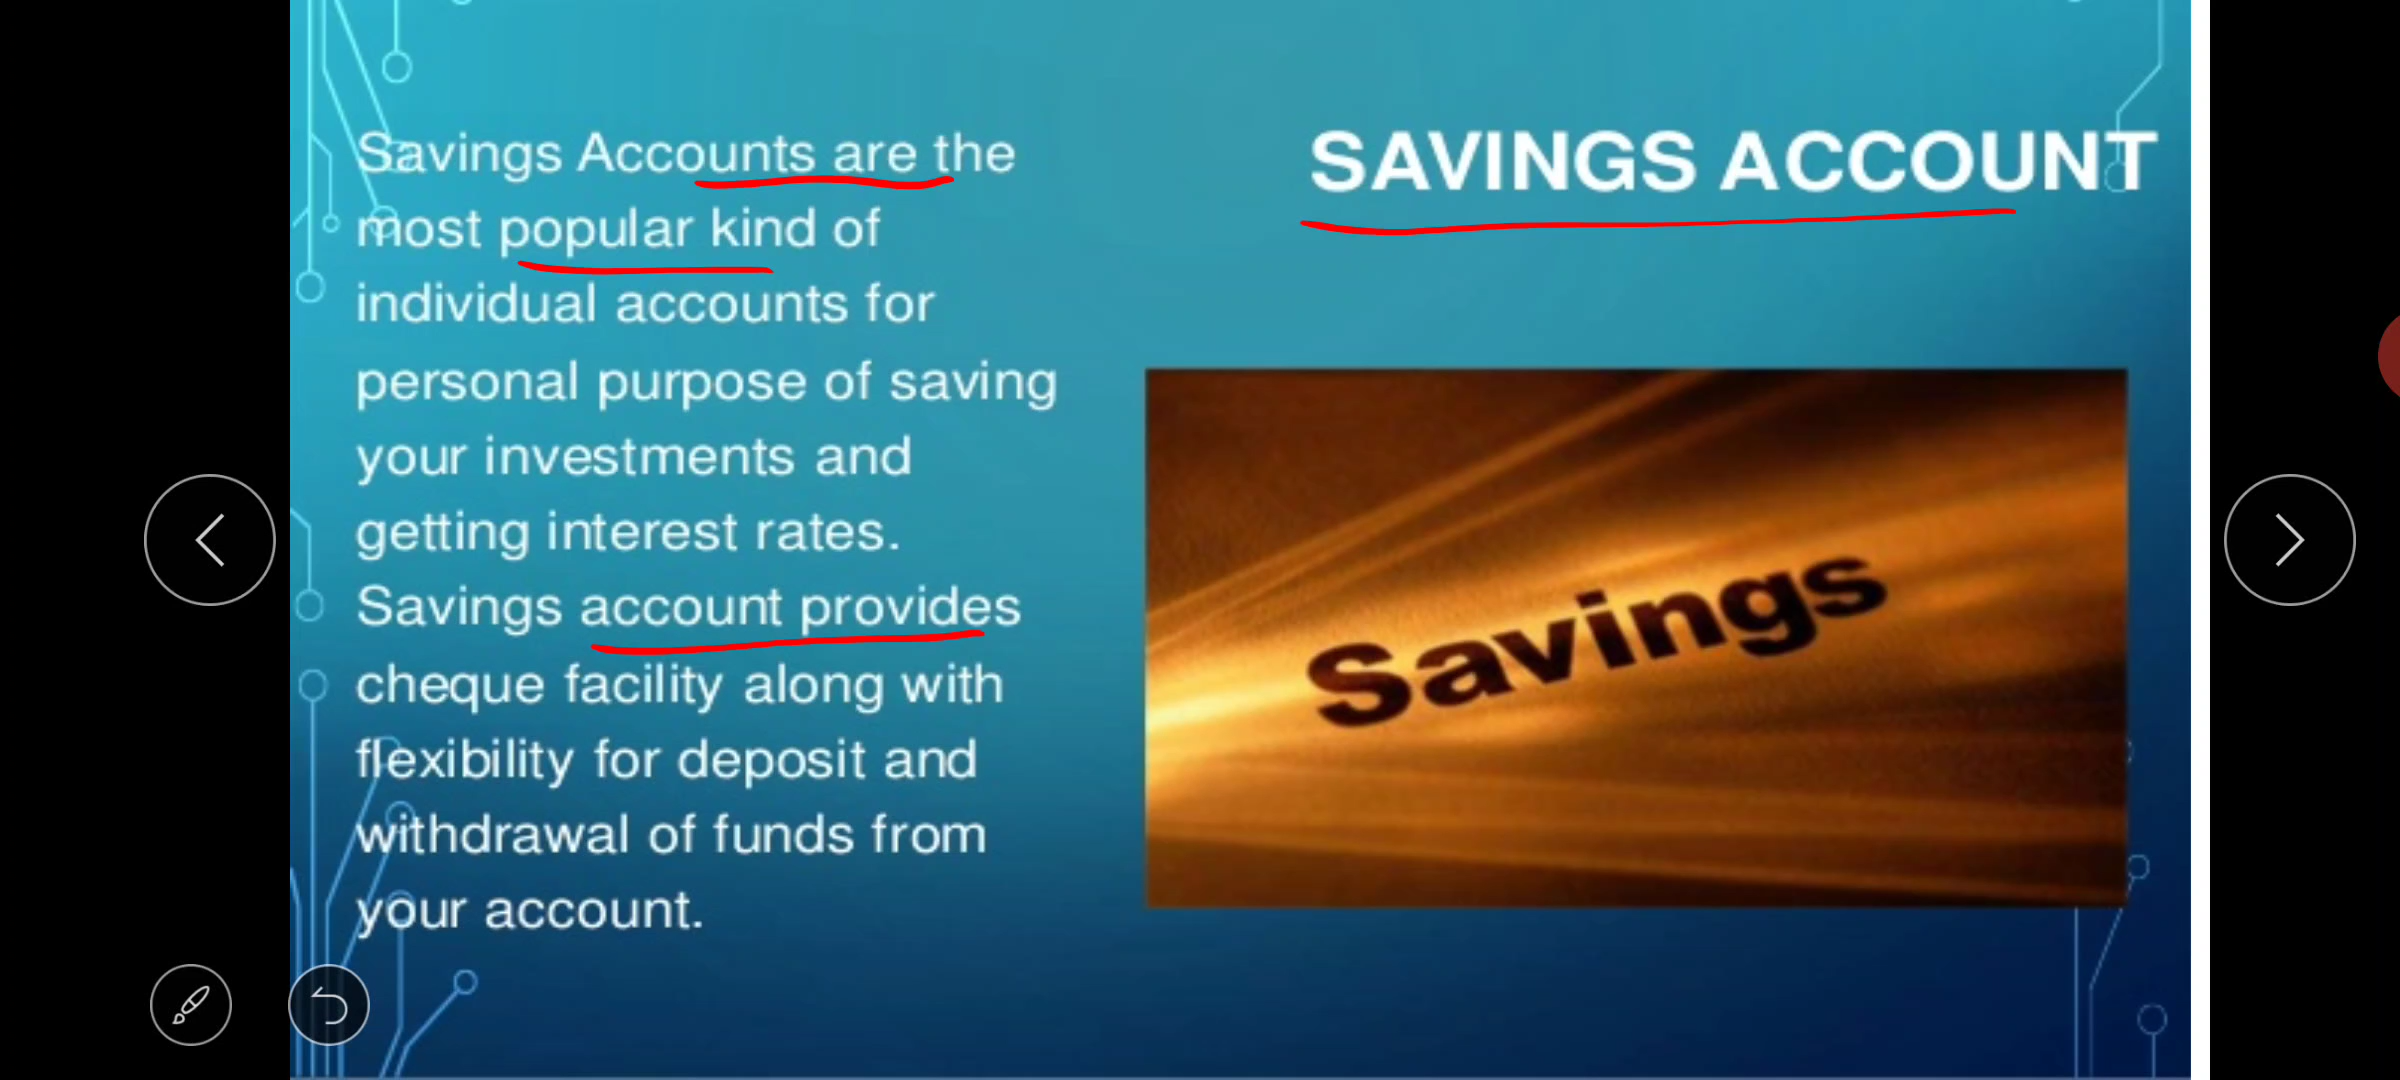 SAVINGS ACCOUNT
Savings Accounts are the
most popular kind of
individual accounts for
personal purpose of saving
your investments and
getting interest rates.
Savings account provides
cheque facility along with
flexibility for deposit and
withdrawal of funds from
your account.
Savings